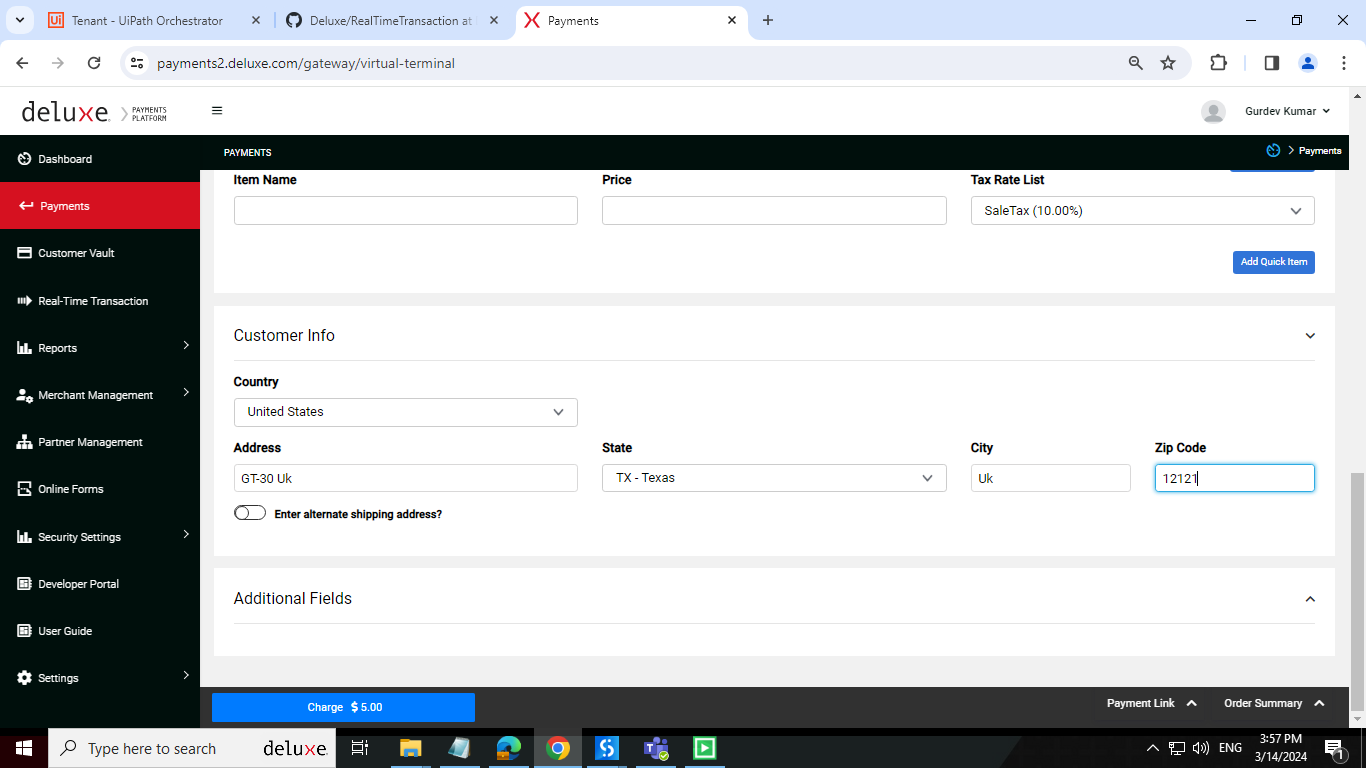 Tenant - UiPath Orchestrator
Deluxe/RealTimeTransaction at
Payments
payments2.deluxe.com/gateway/virtual-terminal
deluxe. PAYMENTS PLATFORM
Gurdev Kumar
Dashboard
Payments
Customer Vault
Real-Time Transaction
Reports
Merchant Management
Partner Management
Online Forms
Security Settings
Developer Portal
User Guide
Settings
PAYMENTS
Payments
Item Name
Price
Tax Rate List
SaleTax (10.00%)
Add Quick Item
Customer Info
Country
United States
Address
State
City
Zip Code
GT-30 Uk
TX - Texas
Uk
12121
Enter alternate shipping address?
Additional Fields
Charge $ 5.00
Payment Link
Order Summary
Type here to search
deluxe.
ENG
3:57 PM
3/14/2024
1